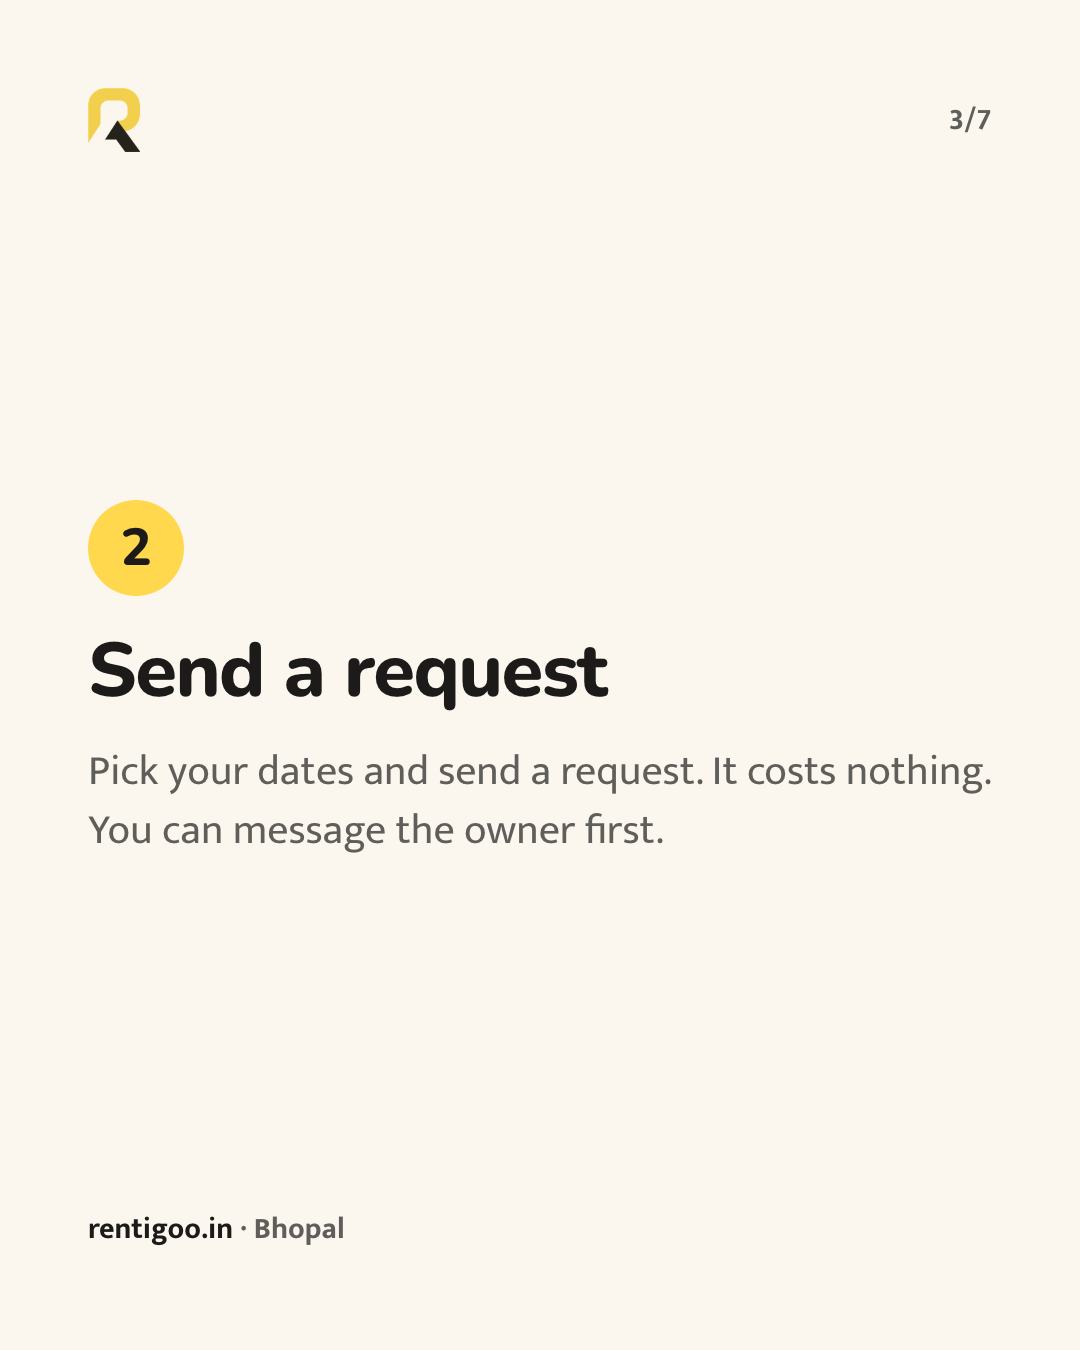 3/7
2
Send a request
Pick your dates and send a request. It costs nothing.
You can message the owner first.
rentigoo.in · Bhopal